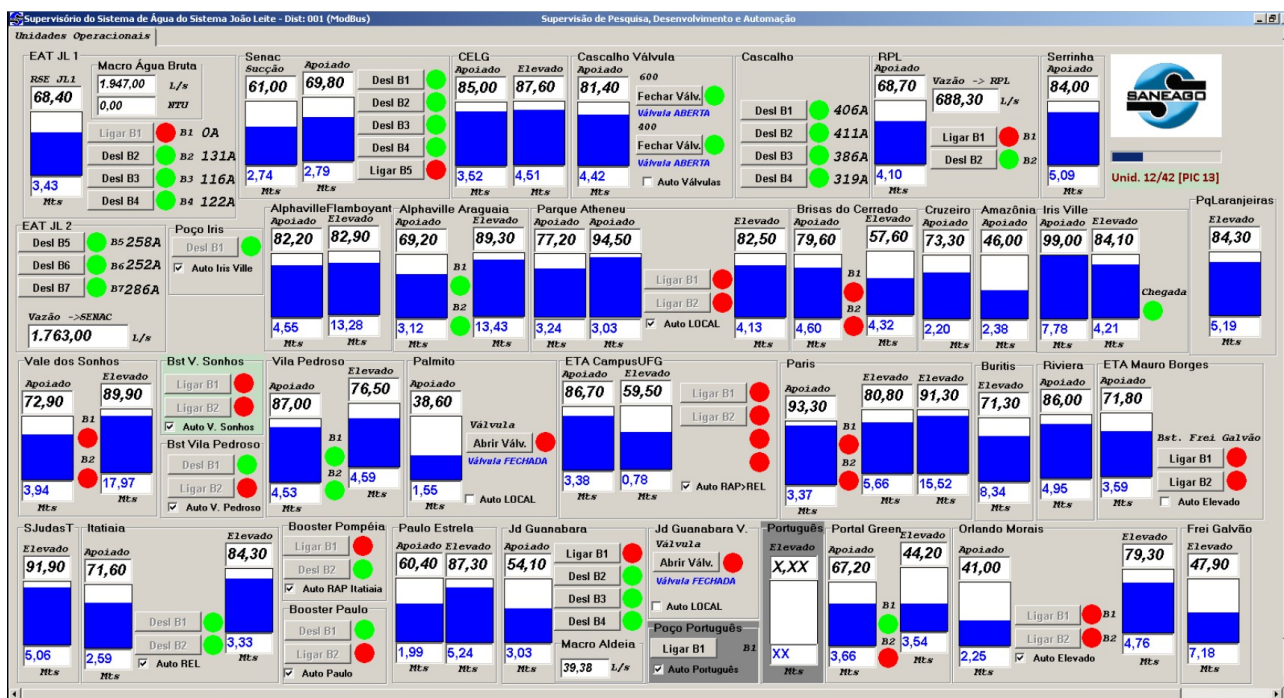 Supervisório do Sistema de Água do Sistema João Leite - Dist: 001 (ModBus)
Supervisão de Pesquisa, Desenvolvimento e Automação
Unidades Operacionais
EAT JL 1
RSE JL1
68,40
3,43
Mts
Macro Água Bruta
1.947,00 L/s
0,00 NTU
Ligar B1 B1 0A
Desl B2 B2 131A
Desl B3 B3 116A
Desl B4 B4 122A
Senac
Sucção Apoiado
61,00 69,80
2,74 2,79
Mts Mts
Desl B1
Desl B2
Desl B3
Desl B4
Ligar B5
CELG
Apoiado Elevado
85,00 87,60
3,52 4,51
Mts Mts
Cascalho Válvula
Apoiado
81,40
4,42
Mts
600
Fechar Válv.
Válvula ABERTA
400
Fechar Válv.
Válvula ABERTA
Auto Válvulas
Cascalho
Desl B1 406A
Desl B2 411A
Desl B3 386A
Desl B4 319A
RPL
Apoiado
68,70
4,10
Mts
Vazão -> RPL
688,30 L/s
Ligar B1 B1
Desl B2 B2
Serrinha
Apoiado
84,00
5,09
Mts
SANEAGO
Unid. 12/42 [PIC 13]
EAT JL 2
Desl B5 B5 258A
Desl B6 B6 252A
Desl B7 B7 286A
Vazão ->SENAC
1.763,00 L/s
Poço Iris
Desl B1
Auto Iris Ville
AlphavilleFlamboyant
Apoiado Elevado
82,20 82,90
4,55 13,28
Mts Mts
Alphaville Araguaia
Apoiado Elevado
69,20 89,30
B1
B2
3,12 13,43
Mts Mts
Parque Atheneu
Apoiado Apoiado Elevado
77,20 94,50 82,50
Ligar B1
Ligar B2
Auto LOCAL
3,24 3,03 4,13
Mts Mts Mts
Brisas do Cerrado
Apoiado Elevado
79,60 57,60
B1
B2
4,60 4,32
Mts Mts
Cruzeiro
Apoiado
73,30
2,20
Mts
Amazônia
Apoiado
46,00
2,38
Mts
Iris Ville
Apoiado Elevado
99,00 84,10
Chegada
7,78 4,21
Mts Mts
PqLaranjeiras
Elevado
84,30
5,19
Mts
Vale dos Sonhos
Apoiado Elevado
72,90 89,90
B1
B2
3,94 17,97
Mts Mts
Bst V. Sonhos
Ligar B1
Ligar B2
Auto V. Sonhos
Bst Vila Pedroso
Desl B1
Ligar B2
Auto V. Pedroso
Vila Pedroso
Apoiado Elevado
87,00 76,50
B1
B2
4,53 4,59
Mts Mts
Palmito
Apoiado
38,60
1,55
Mts
Válvula
Abrir Válv.
Válvula FECHADA
Auto LOCAL
ETA CampusUFG
Apoiado Elevado
86,70 59,50
Ligar B1
Ligar B2
Auto RAP>REL
3,38 0,78
Mts Mts
Paris
Apoiado Elevado Elevado
93,30 80,80 91,30
B1
B2
3,37 5,66 15,52
Mts Mts Mts
Buritis
Elevado
71,30
8,34
Mts
Riviera
Apoiado
86,00
4,95
Mts
ETA Mauro Borges
Apoiado
71,80
3,59
Mts
Bst. Frei Galvão
Ligar B1
Ligar B2
Auto Elevado
SJudasT
Elevado
91,90
5,06
Mts
Itatiaia
Apoiado Elevado
71,60 84,30
Desl B1
Desl B2
Auto REL
2,59 3,33
Mts Mts
Booster Pompéia
Ligar B1
Desl B2
Auto RAP Itatiaia
Booster Paulo
Desl B1
Ligar B2
Auto Paulo
Paulo Estrela
Apoiado Elevado
60,40 87,30
1,99 5,24
Mts Mts
Jd Guanabara
Apoiado
54,10
3,03
Mts
Ligar B1
Desl B2
Desl B3
Desl B4
Macro Aldeia
39,38 L/s
Jd Guanabara V.
Válvula
Abrir Válv.
Válvula FECHADA
Auto LOCAL
Poço Português
Ligar B1 B1
Auto Português
Português
Elevado
X,XX
XX
Mts
Portal Green
Apoiado Elevado
67,20 44,20
B1
B2
3,66 3,54
Mts Mts
Orlando Morais
Apoiado Elevado
41,00 79,30
Ligar B1 B1
Ligar B2 B2
Auto Elevado
2,25 4,76
Mts Mts
Frei Galvão
Elevado
47,90
7,18
Mts